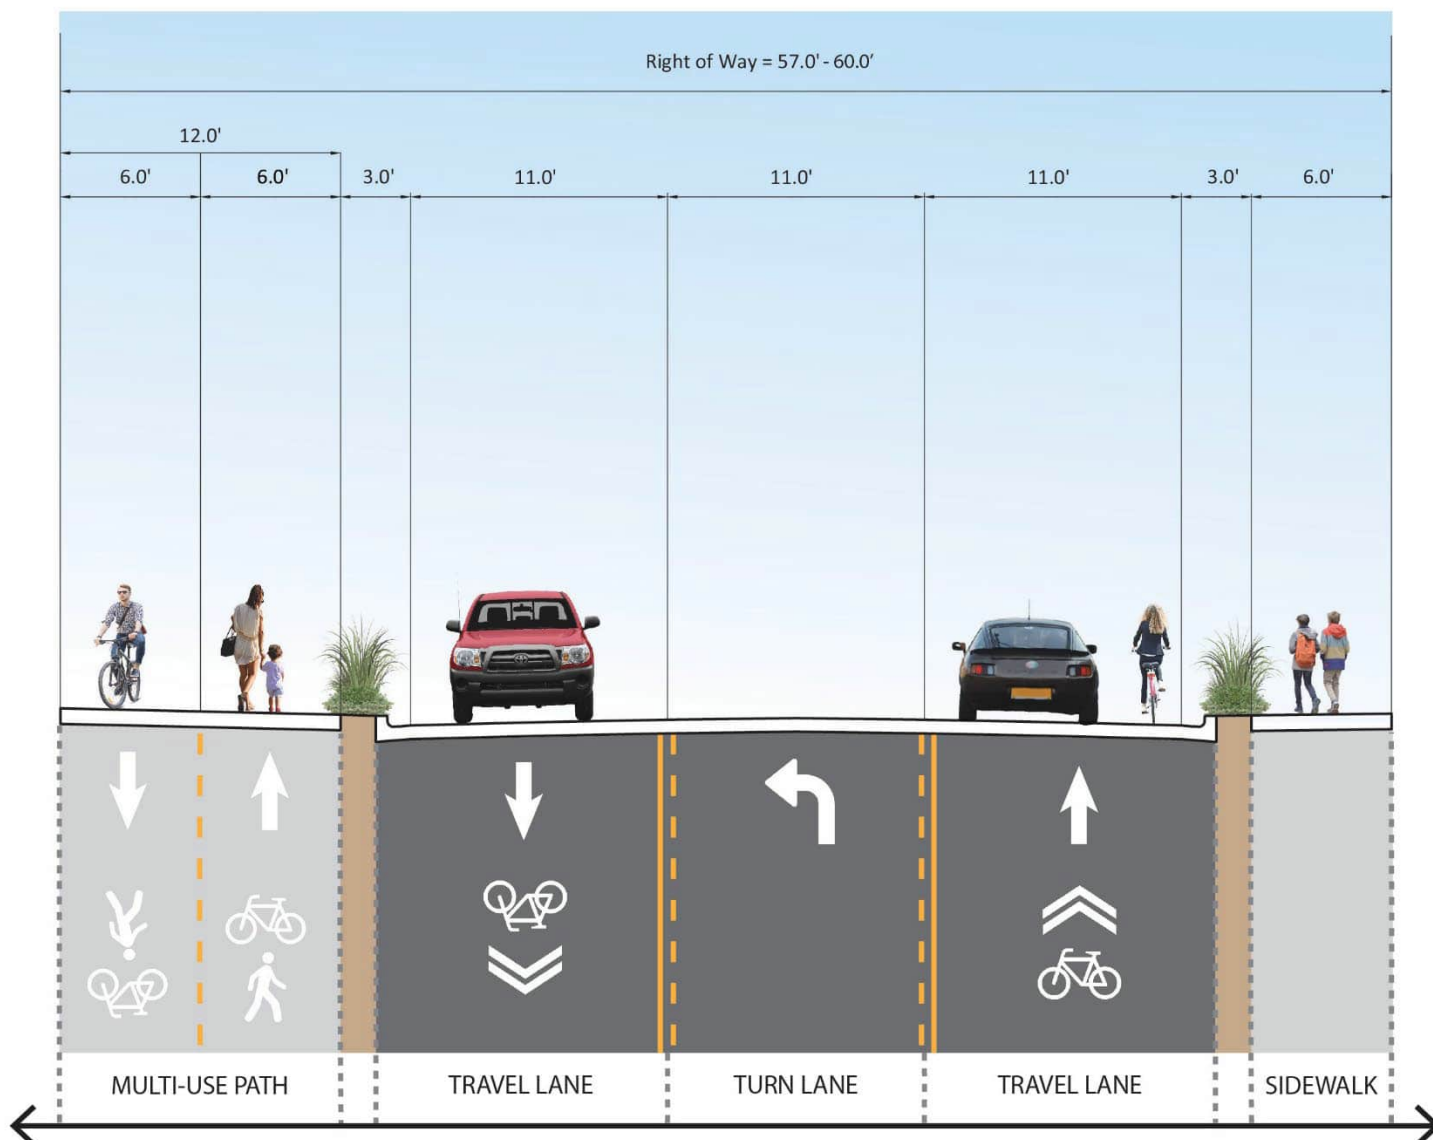 Right of Way = 57.0' - 60.0'
12.0'
6.0' 6.0' 3.0' 11.0' 11.0' 11.0' 3.0' 6.0'
MULTI-USE PATH TRAVEL LANE TURN LANE TRAVEL LANE SIDEWALK